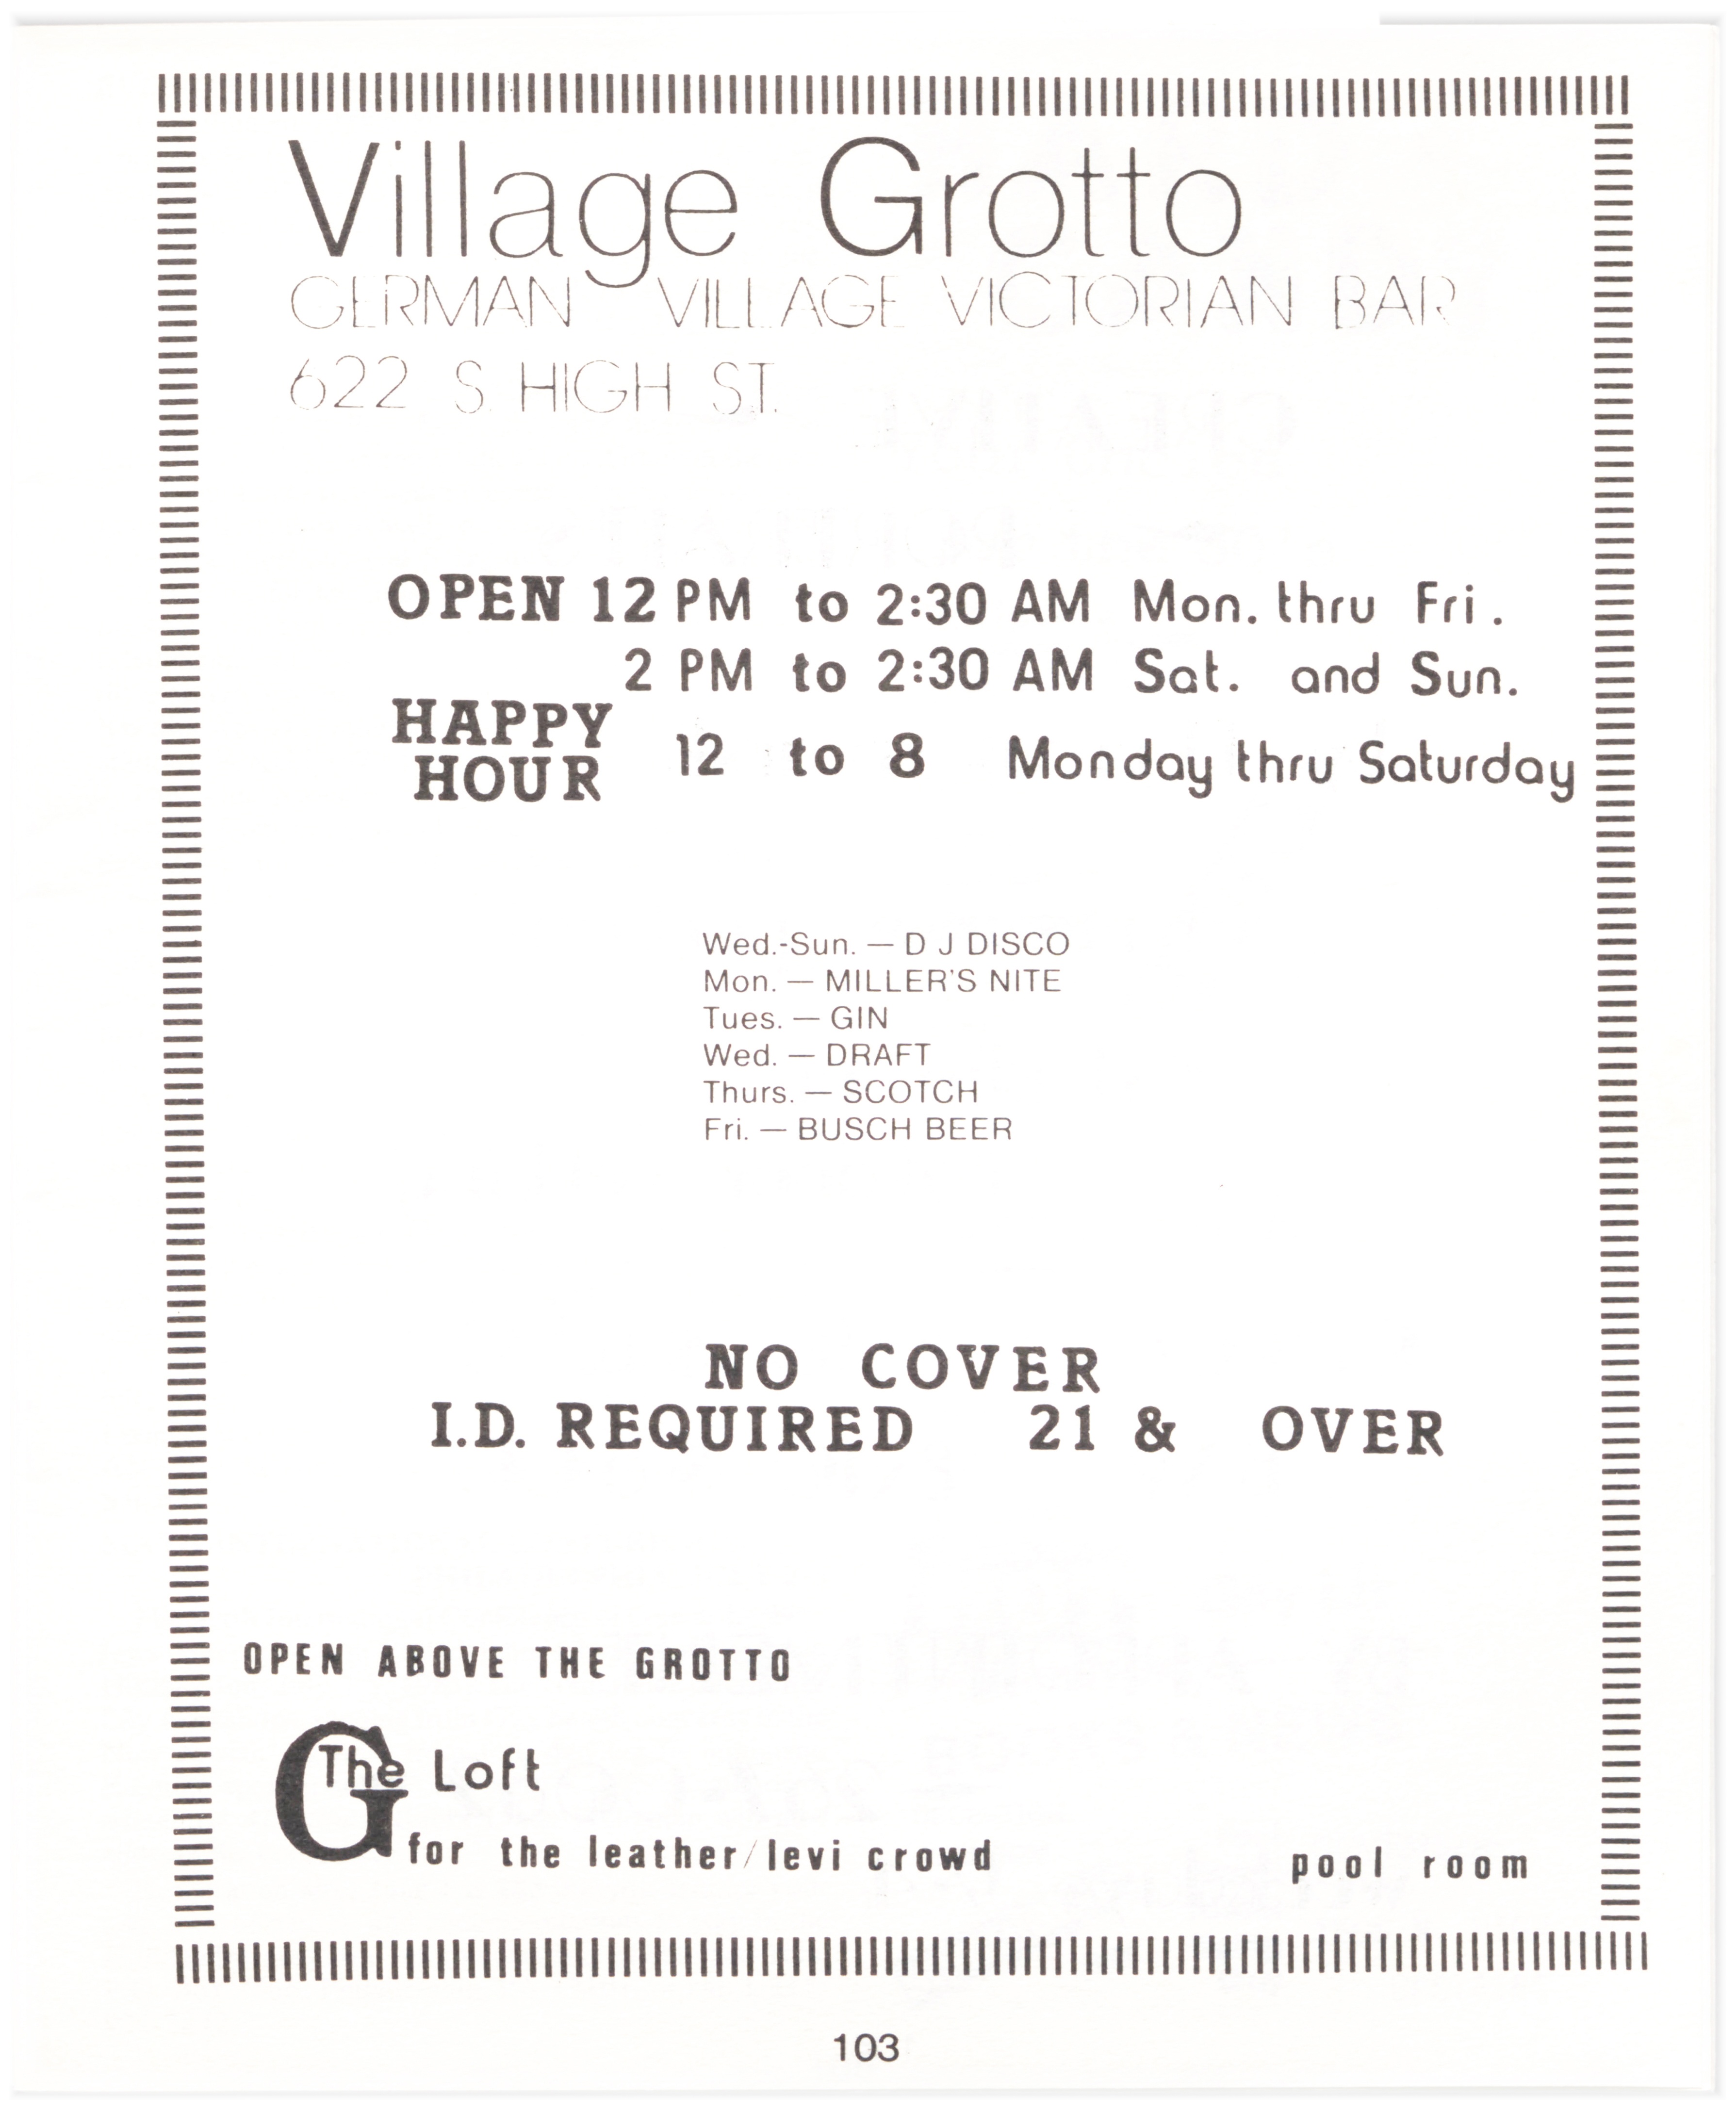 Village Grotto
GERMAN VILLAGE VICTORIAN BAR
622 S. HIGH ST.
OPEN 12 PM to 2:30 AM Mon. thru Fri.
2 PM to 2:30 AM Sat. and Sun.
HAPPY HOUR 12 to 8 Monday thru Saturday
Wed.-Sun. — D J DISCO
Mon. — MILLER'S NITE
Tues. — GIN
Wed. — DRAFT
Thurs. — SCOTCH
Fri. — BUSCH BEER
NO COVER
I.D. REQUIRED 21 & OVER
OPEN ABOVE THE GROTTO
G
The Loft
for the leather/levi crowd
pool room
103